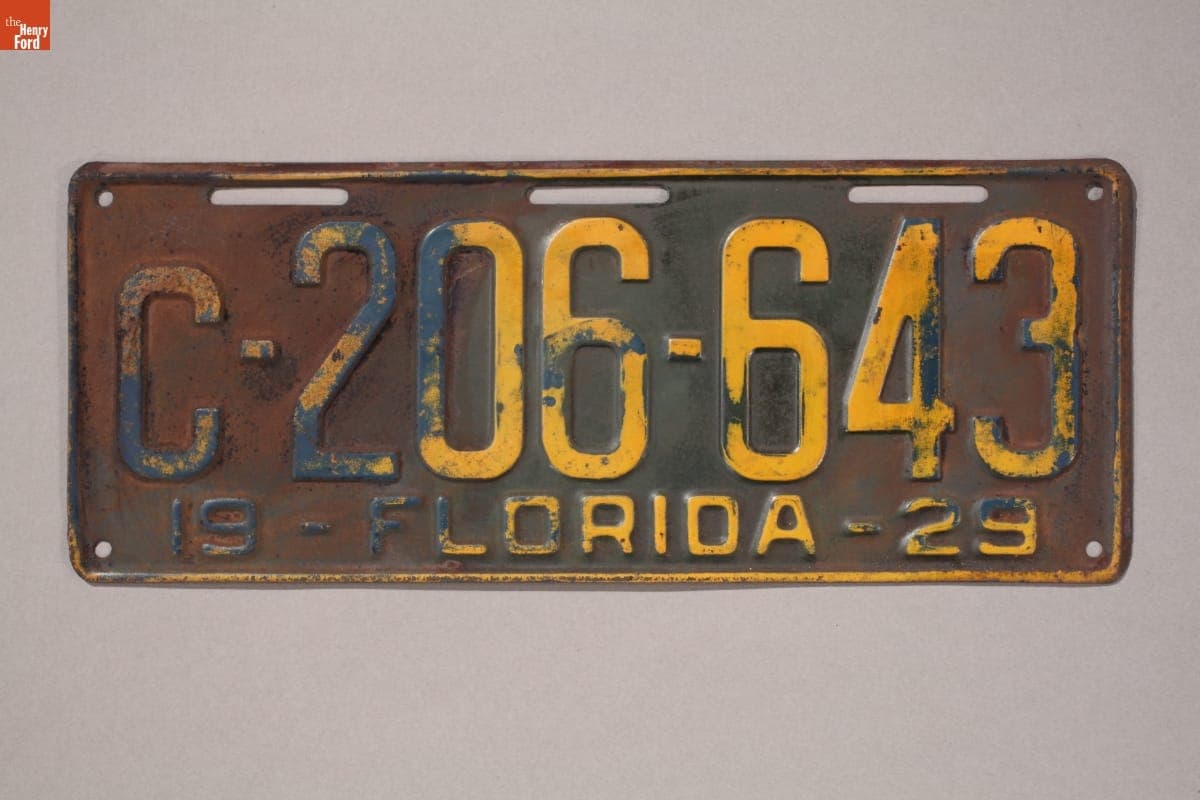 the
Henry
Ford
C-206-643
19-FLORIDA-29